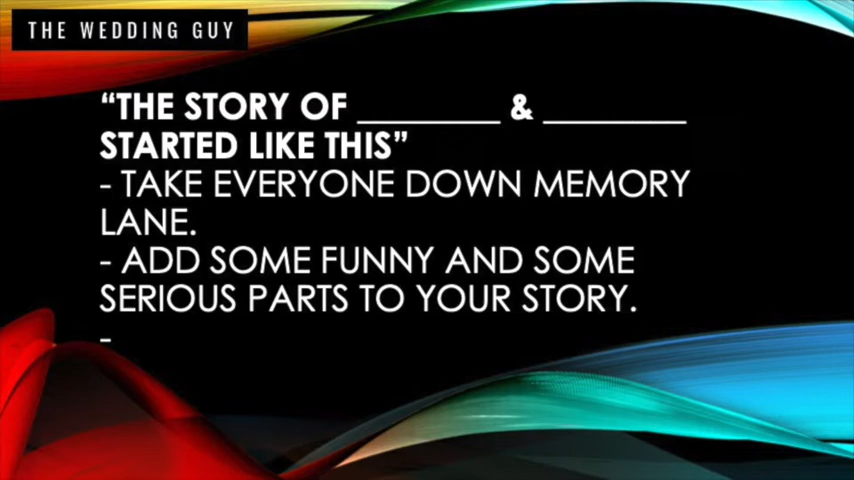 THE WEDDING GUY
“THE STORY OF ________ & ________
STARTED LIKE THIS”
- TAKE EVERYONE DOWN MEMORY
LANE.
- ADD SOME FUNNY AND SOME
SERIOUS PARTS TO YOUR STORY.
-